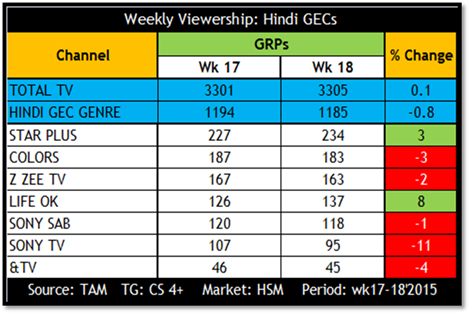 Weekly Viewership: Hindi GECs
Channel GRPs % Change
Wk 17 Wk 18
TOTAL TV 3301 3305 0.1
HINDI GEC GENRE 1194 1185 -0.8
STAR PLUS 227 234 3
COLORS 187 183 -3
Z ZEE TV 167 163 -2
LIFE OK 126 137 8
SONY SAB 120 118 -1
SONY TV 107 95 -11
&TV 46 45 -4
Source: TAM TG: CS 4+ Market: HSM Period: wk17-18'2015